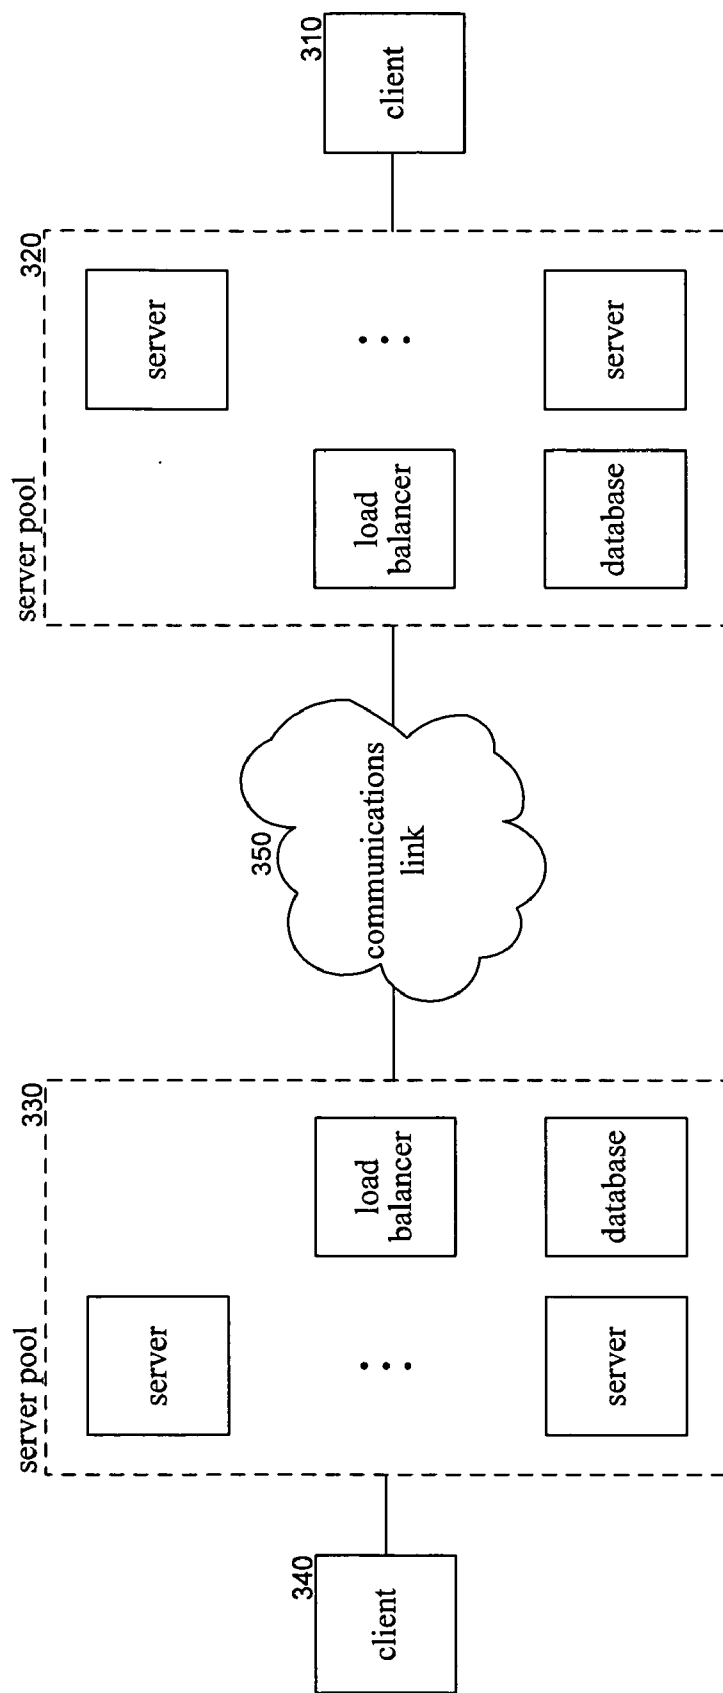 340
client
server pool
330
server
server
load
balancer
database
350
communications
link
server pool
320
load
balancer
database
server
server
310
client